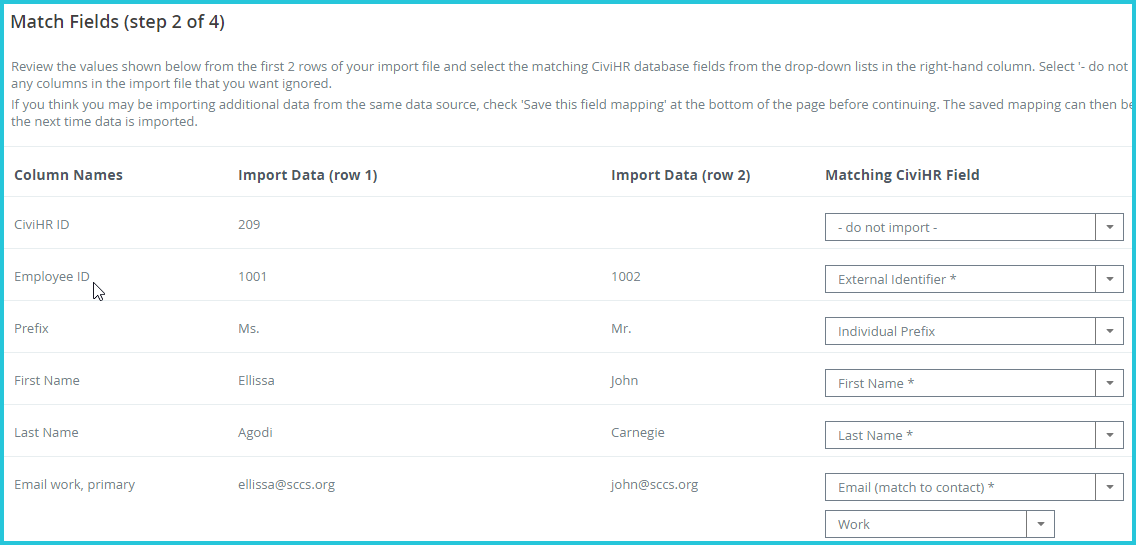 Match Fields (step 2 of 4)
Review the values shown below from the first 2 rows of your import file and select the matching CiviHR database fields from the drop-down lists in the right-hand column. Select '- do not
any columns in the import file that you want ignored.
If you think you may be importing additional data from the same data source, check 'Save this field mapping' at the bottom of the page before continuing. The saved mapping can then be
the next time data is imported.
Column Names Import Data (row 1) Import Data (row 2) Matching CiviHR Field
CiviHR ID 209 - do not import -
Employee ID 1001 1002 External Identifier *
Prefix Ms. Mr. Individual Prefix
First Name Ellissa John First Name *
Last Name Agodi Carnegie Last Name *
Email work, primary ellissa@sccs.org john@sccs.org Email (match to contact) *
Work